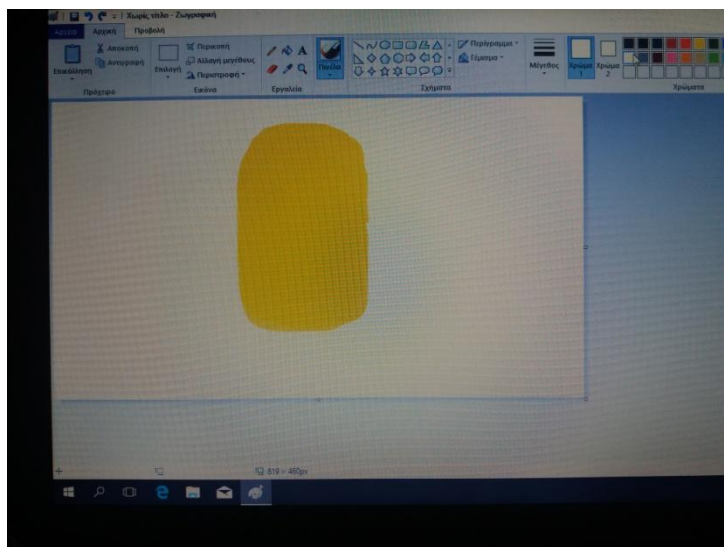 Χωρίς τίτλο - Ζωγραφική
Αρχείο Αρχική Προβολή
Επικόλληση
Αποκοπή
Αντιγραφή
Πρόχειρο
Επιλογή
Περικοπή
Αλλαγή μεγέθους
Περιστροφή
Εικόνα
A
Εργαλεία
Πινέλα
Σχήματα
Περίγραμμα
Γέμισμα
Μέγεθος
Χρώμα 1
Χρώμα 2
Χρώματα
819 × 460px